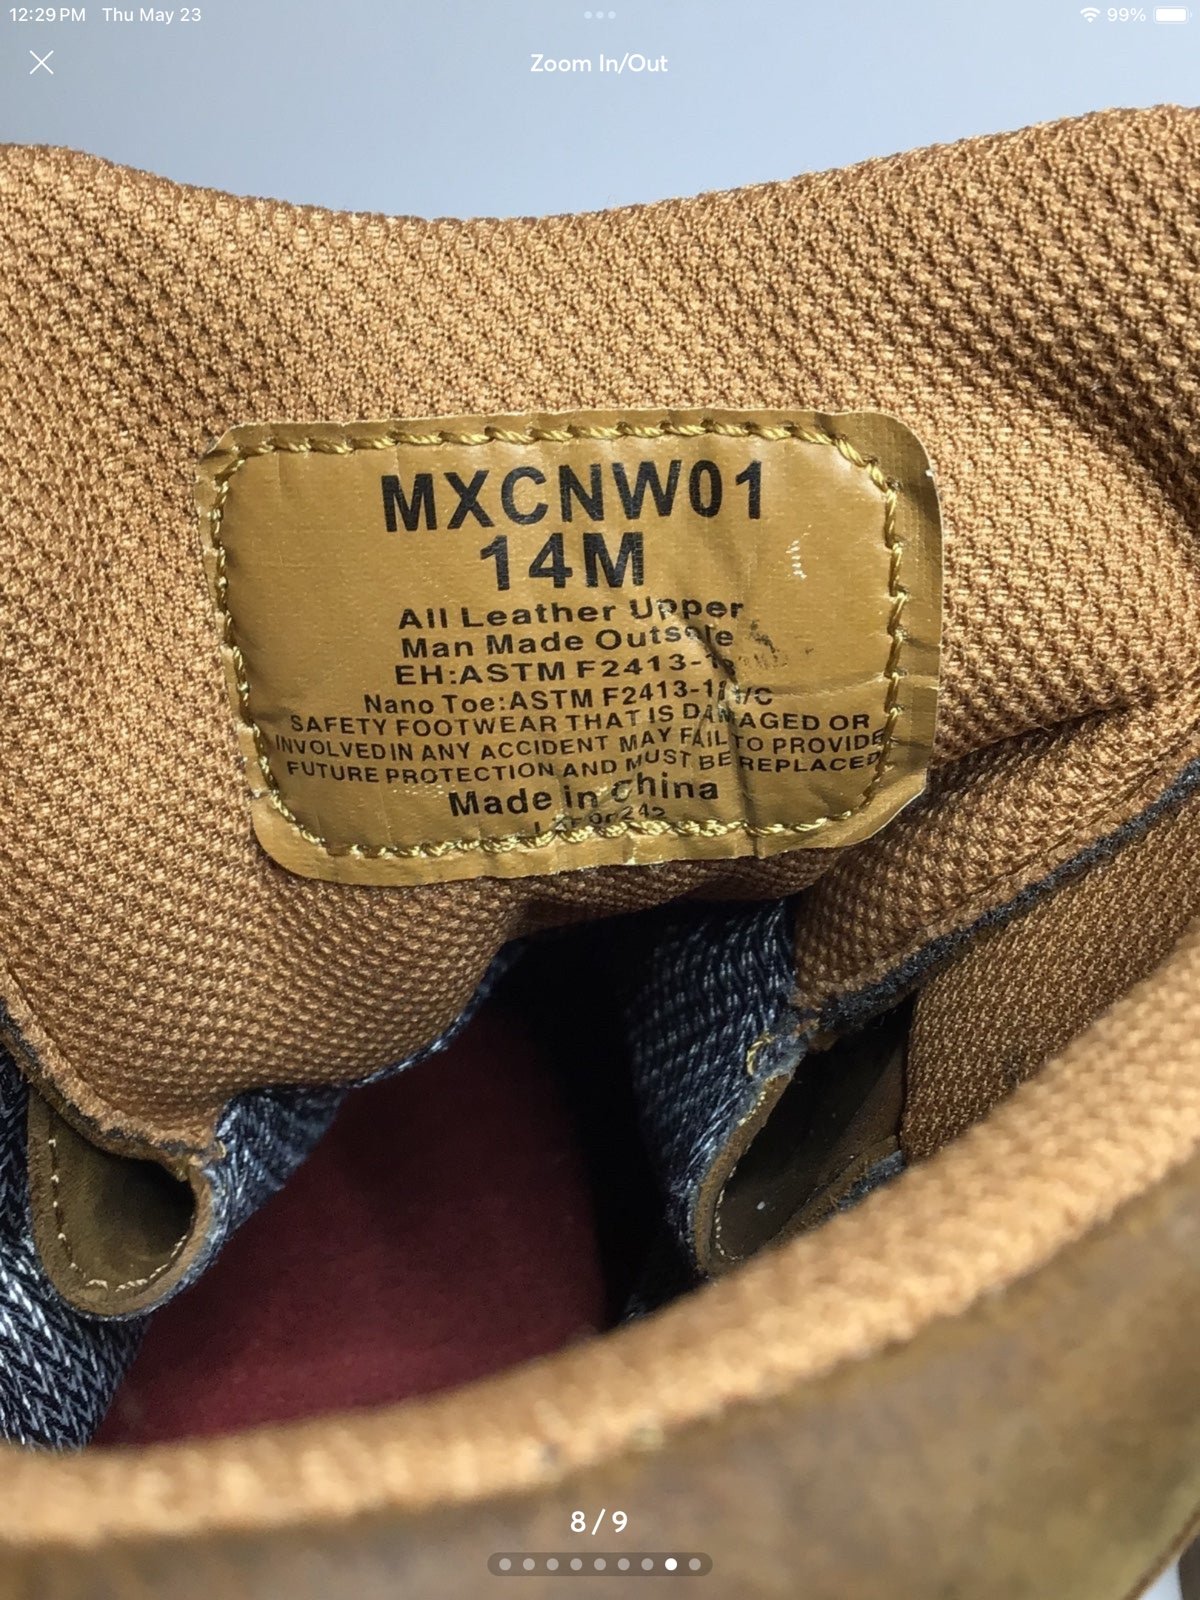 12:29 PM Thu May 23
99%
Zoom In/Out
MXCNW01
14M
All Leather Upper
Man Made Outsole
EH:ASTM F2413-18
Nano Toe:ASTM F2413-18 I/C
SAFETY FOOTWEAR THAT IS DAMAGED OR
INVOLVED IN ANY ACCIDENT MAY FAIL TO PROVIDE
FUTURE PROTECTION AND MUST BE REPLACED
Made in China
8 / 9